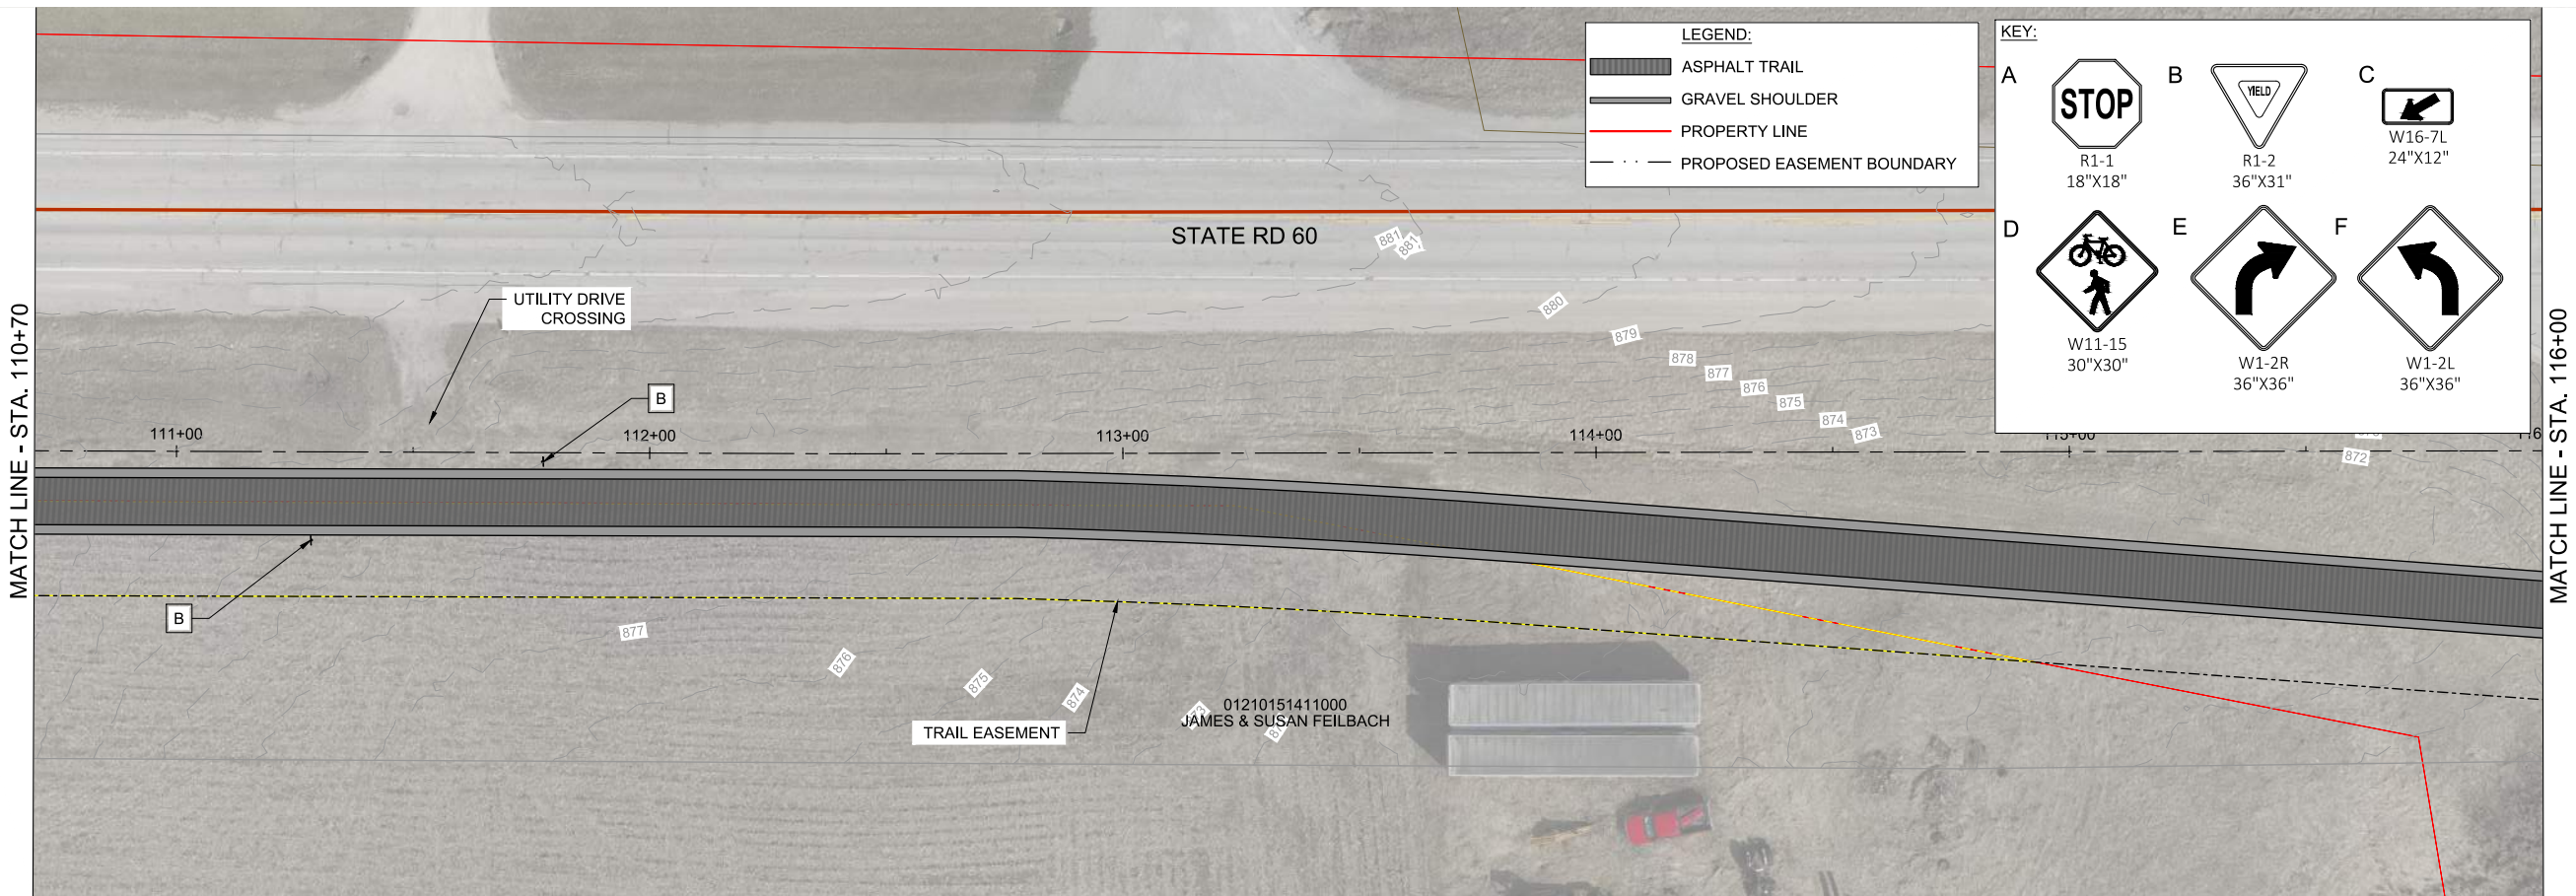 LEGEND:
ASPHALT TRAIL
GRAVEL SHOULDER
PROPERTY LINE
PROPOSED EASEMENT BOUNDARY
KEY:
A
STOP
R1-1
18"X18"
B
YIELD
R1-2
36"X31"
C
W16-7L
24"X12"
D
W11-15
30"X30"
E
W1-2R
36"X36"
F
W1-2L
36"X36"
STATE RD 60
881
881
880
879
878
877
876
875
874
873
872
UTILITY DRIVE
CROSSING
B
111+00
112+00
113+00
114+00
115+00
MATCH LINE - STA. 110+70
MATCH LINE - STA. 116+00
B
877
876
875
874
TRAIL EASEMENT
01210151411000
JAMES & SUSAN FEILBACH